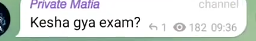 Private Mafia channel
Kesha gya exam? 1 182 09:36